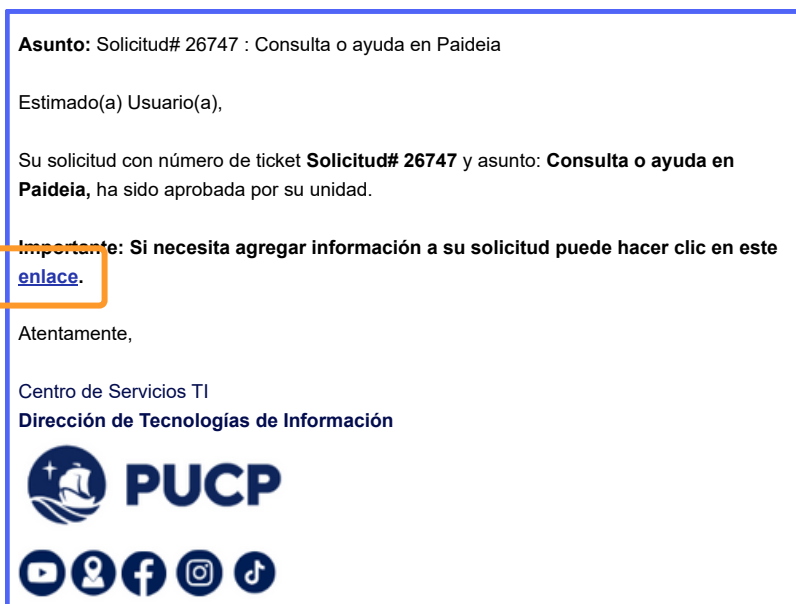 Asunto: Solicitud# 26747 : Consulta o ayuda en Paideia
Estimado(a) Usuario(a),
Su solicitud con número de ticket Solicitud# 26747 y asunto: Consulta o ayuda en
Paideia, ha sido aprobada por su unidad.
Importante: Si necesita agregar información a su solicitud puede hacer clic en este
enlace.
Atentamente,
Centro de Servicios TI
Dirección de Tecnologías de Información
PUCP